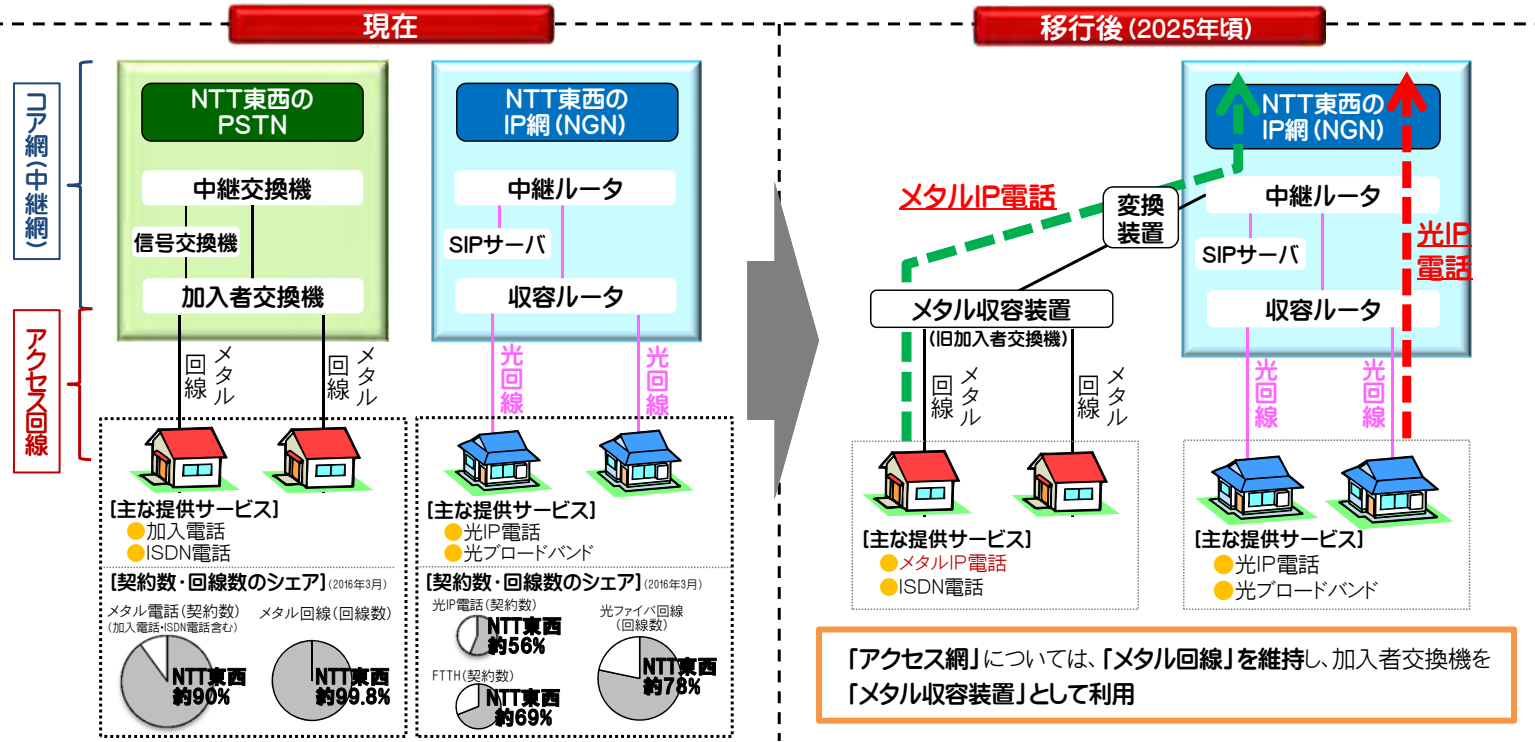 現在
コア網(中継網)
アクセス回線
NTT東西の
PSTN
中継交換機
信号交換機
加入者交換機
メタル
回線
メタル
回線
NTT東西の
IP網(NGN)
中継ルータ
SIPサーバ
収容ルータ
光回線
光回線
[主な提供サービス]
●加入電話
●ISDN電話
[契約数・回線数のシェア](2016年3月)
メタル電話(契約数)
(加入電話・ISDN電話含む)
NTT東西
約90%
メタル回線(回線数)
NTT東西
約99.8%
[主な提供サービス]
●光IP電話
●光ブロードバンド
[契約数・回線数のシェア](2016年3月)
光IP電話(契約数)
NTT東西
約56%
FTTH(契約数)
NTT東西
約69%
光ファイバ回線
(回線数)
NTT東西
約78%
移行後(2025年頃)
NTT東西の
IP網(NGN)
メタルIP電話
変換
装置
中継ルータ
SIPサーバ
光IP
電話
収容ルータ
メタル収容装置
(旧加入者交換機)
メタル
回線
メタル
回線
光回線
光回線
[主な提供サービス]
●メタルIP電話
●ISDN電話
[主な提供サービス]
●光IP電話
●光ブロードバンド
「アクセス網」については、「メタル回線」を維持し、加入者交換機を
「メタル収容装置」として利用